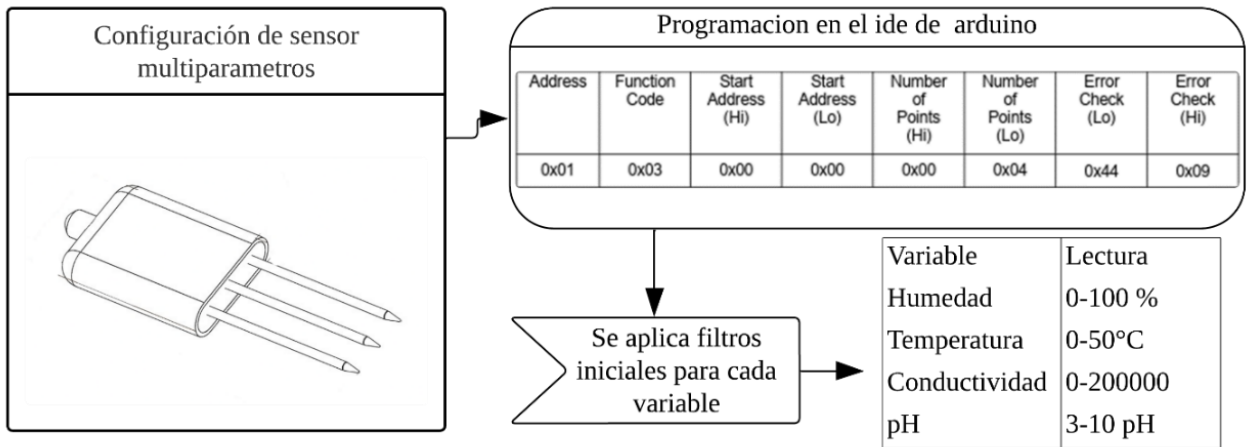 Configuración de sensor
multiparametros
Programacion en el ide de arduino
Address Function Code Start Address (Hi) Start Address (Lo) Number of Points (Hi) Number of Points (Lo) Error Check (Lo) Error Check (Hi)
0x01 0x03 0x00 0x00 0x00 0x04 0x44 0x09
Se aplica filtros
iniciales para cada
variable
Variable Lectura
Humedad 0-100 %
Temperatura 0-50°C
Conductividad 0-200000
pH 3-10 pH